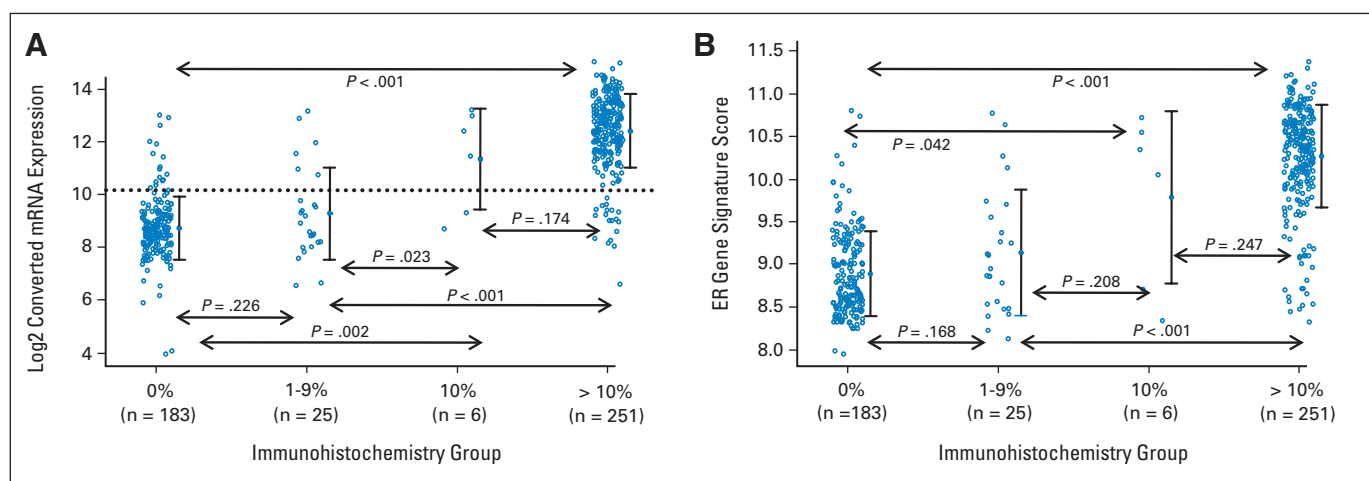 A
Log2 Converted mRNA Expression
14
12
10
8
6
4
P < .001
P = .174
P = .023
P < .001
P = .226
P = .002
0%
(n = 183)
1-9%
(n = 25)
10%
(n = 6)
> 10%
(n = 251)
Immunohistochemistry Group
B
ER Gene Signature Score
11.5
11.0
10.5
10.0
9.5
9.0
8.5
8.0
P < .001
P = .042
P = .247
P = .208
P = .168
P < .001
0%
(n =183)
1-9%
(n = 25)
10%
(n = 6)
> 10%
(n = 251)
Immunohistochemistry Group